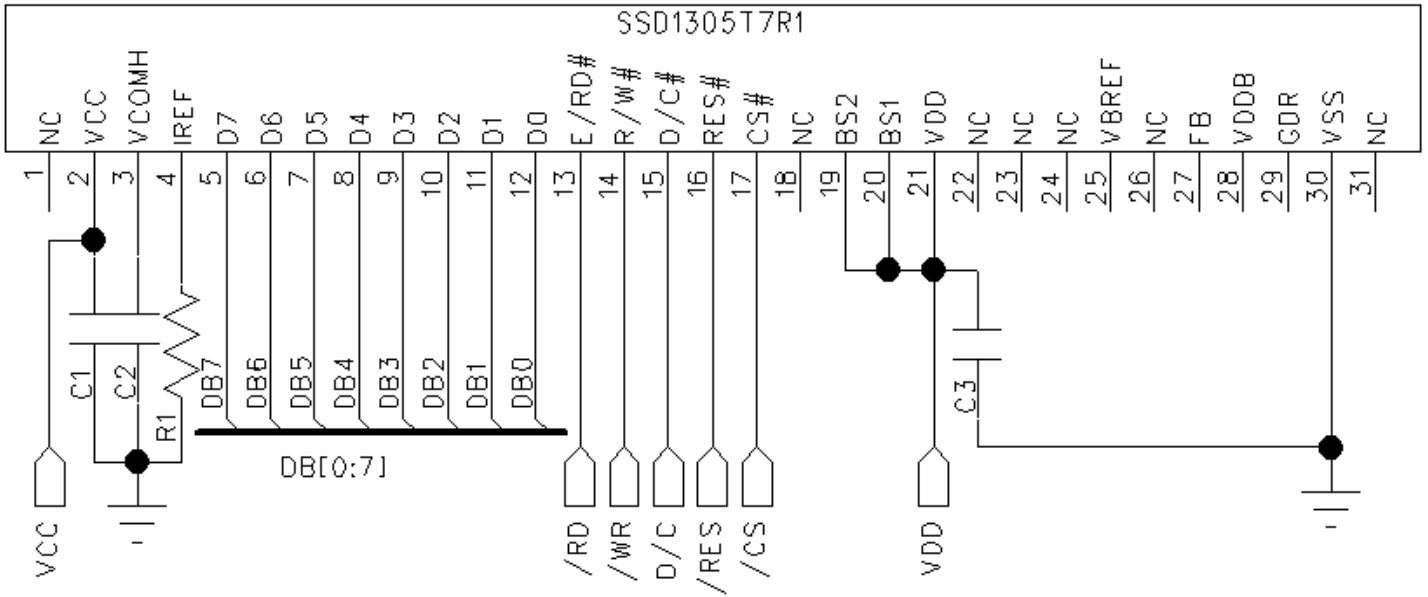 SSD1305T7R1
NC
VCC
VCOMH
IREF
D7
D6
D5
D4
D3
D2
D1
D0
E/RD#
R/W#
D/C#
RES#
CS#
NC
BS2
BS1
VDD
NC
NC
NC
VBREF
NC
FB
VDDB
GDR
VSS
NC
1
2
3
4
5
6
7
8
9
10
11
12
13
14
15
16
17
18
19
20
21
22
23
24
25
26
27
28
29
30
31
C1
C2
R1
DB7
DB6
DB5
DB4
DB3
DB2
DB1
DB0
C3
DB[0:7]
VCC
/RD
/WR
D/C
/RES
/CS
VDD